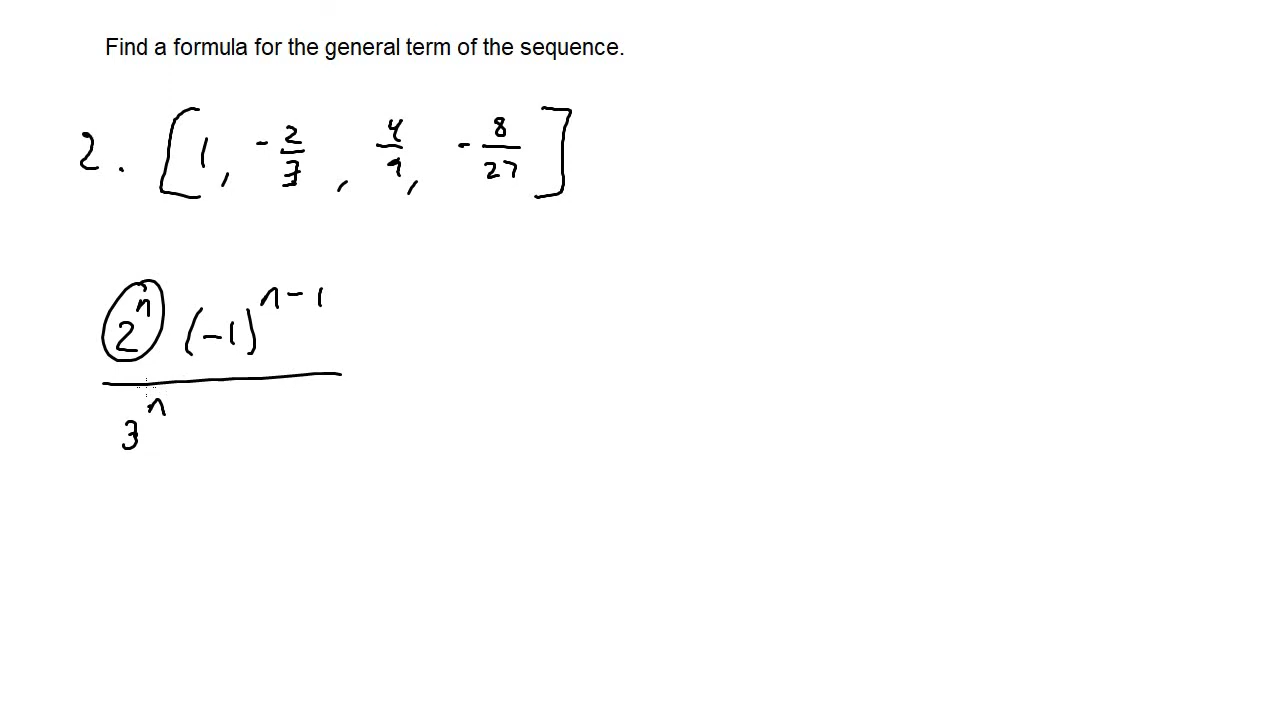 Find a formula for the general term of the sequence.
2. [1, -2/3, 4/9, -8/27]
2^n (-1)^(n-1)
3^n